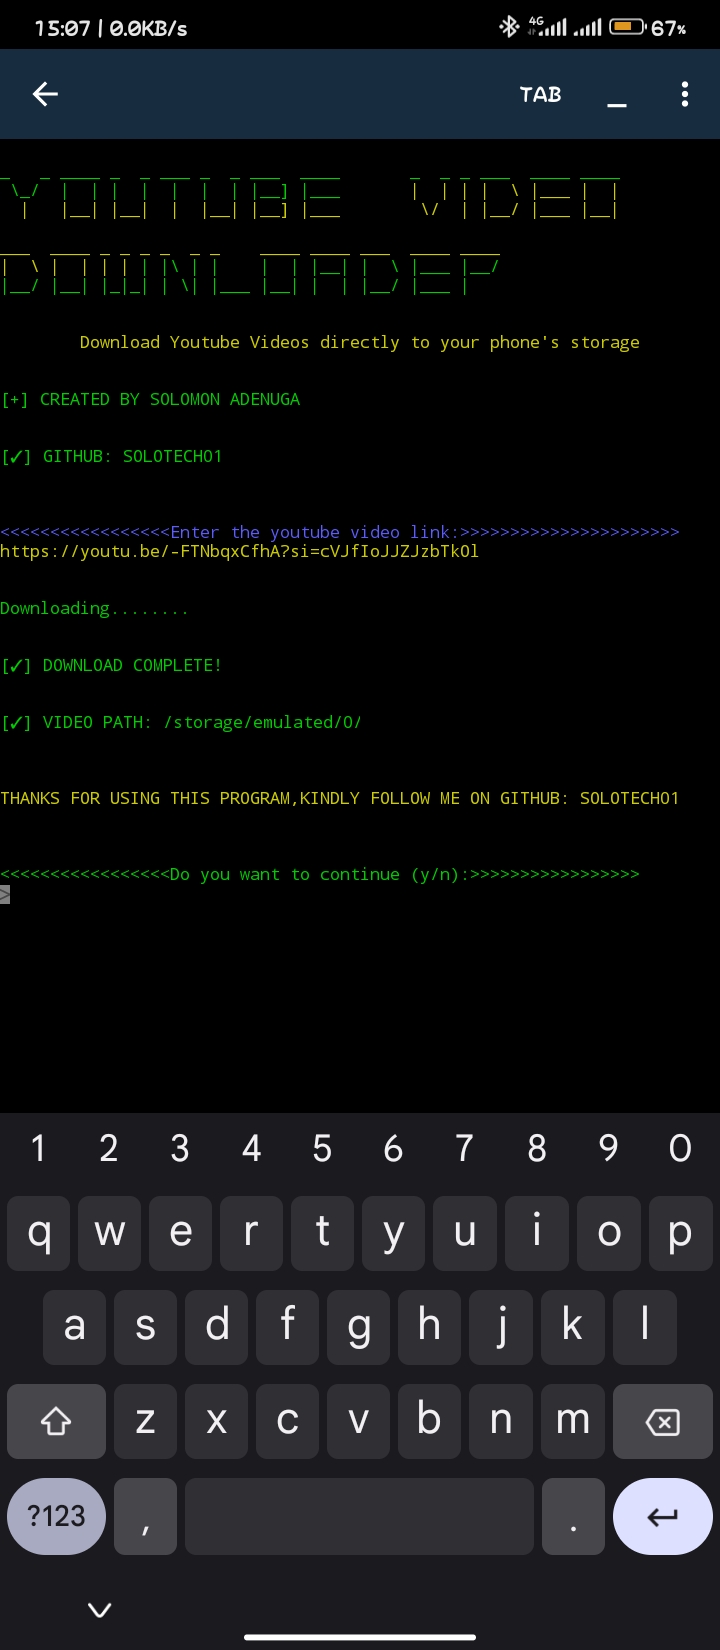 15:07 | 0.0KB/s 4G 67%
TAB
YOUTUBE VIDEO
DOWNLOADER
Download Youtube Videos directly to your phone's storage
[+] CREATED BY SOLOMON ADENUGA
[✓] GITHUB: SOLOTECH01
<<<<<<<<<<<<<<<<<Enter the youtube video link:>>>>>>>>>>>>>>>>>>>>>>
https://youtu.be/-FTNbqxCfhA?si=cVJfIoJJZJzbTkOl
Downloading........
[✓] DOWNLOAD COMPLETE!
[✓] VIDEO PATH: /storage/emulated/0/
THANKS FOR USING THIS PROGRAM,KINDLY FOLLOW ME ON GITHUB: SOLOTECH01
<<<<<<<<<<<<<<<<<Do you want to continue (y/n):>>>>>>>>>>>>>>>>>
>
1 2 3 4 5 6 7 8 9 0
q w e r t y u i o p
a s d f g h j k l
z x c v b n m
?123 , .